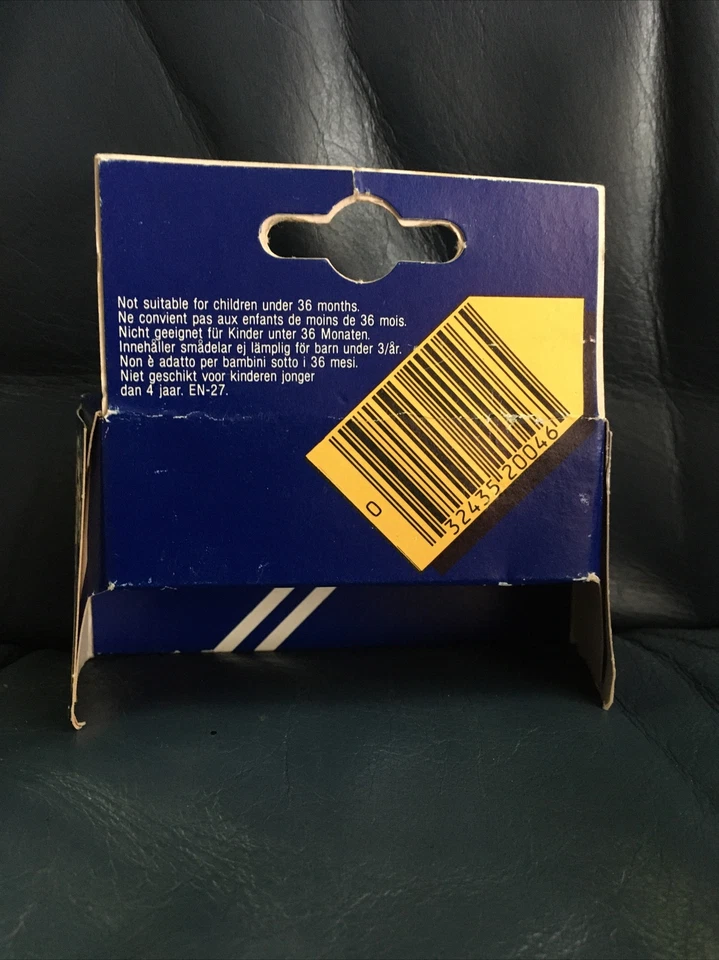 Not suitable for children under 36 months.
Ne convient pas aux enfants de moins de 36 mois.
Nicht geeignet für Kinder unter 36 Monaten.
Innehåller smådelar ej lämplig för barn under 3/år.
Non è adatto per bambini sotto i 36 mesi.
Niet geschikt voor kinderen jonger
dan 4 jaar. EN-27.
0
32435 20046